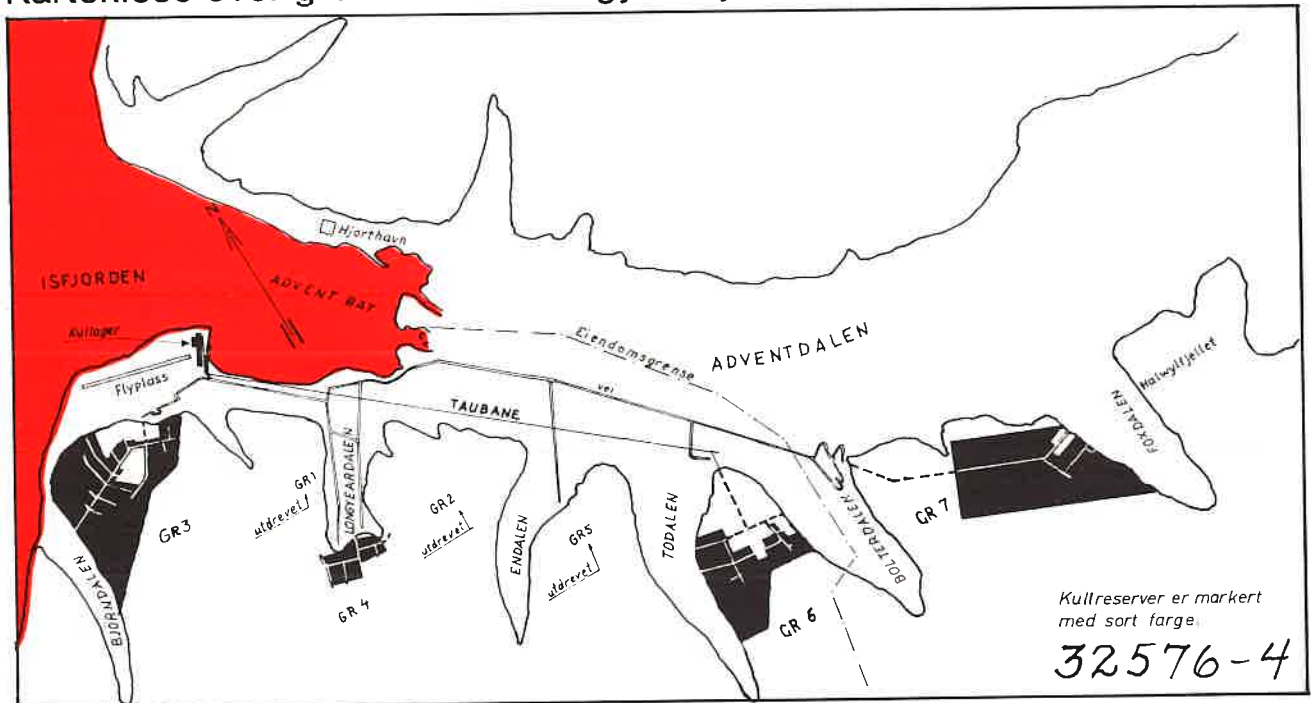 ISFJORDEN
N
ADVENT BAY
Hjorthavn
Kullager
Flyplass
Eiendomsgrense
ADVENTDALEN
vei
TAUBANE
Halwylfjellet
FOXDALEN
GR 7
GR3
GR1
utdrevet
LONGYEARDALEN
GR2
utdrevet
ENDALEN
GR5
utdrevet
TODALEN
BOLTERDALEN
GR 4
GR 6
BJØRNDALEN
Kullreserver er markert
med sort farge.
32576-4